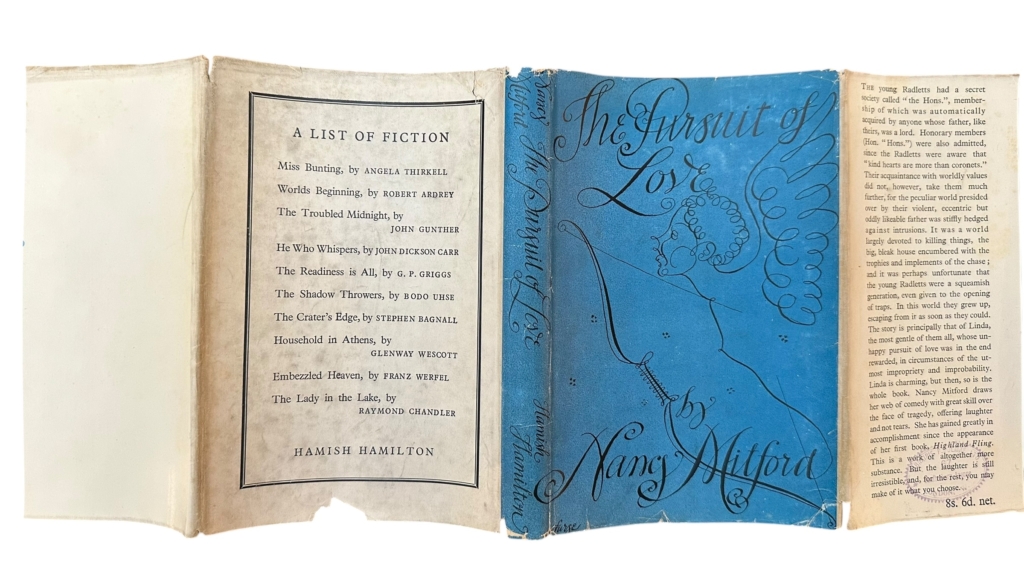 A LIST OF FICTION
Miss Bunting, by ANGELA THIRKELL
Worlds Beginning, by ROBERT ARDREY
The Troubled Midnight, by
JOHN GUNTHER
He Who Whispers, by JOHN DICKSON CARR
The Readiness is All, by G. P. GRIGGS
The Shadow Throwers, by BODO UHSE
The Crater's Edge, by STEPHEN BAGNALL
Household in Athens, by
GLENWAY WESCOTT
Embezzled Heaven, by FRANZ WERFEL
The Lady in the Lake, by
RAYMOND CHANDLER
HAMISH HAMILTON
Nancy Mitford The Pursuit of Love Hamish Hamilton
The Pursuit of
Love
by
Nancy Mitford
THE young Radletts had a secret
society called "the Hons.", member-
ship of which was automatically
acquired by anyone whose father, like
theirs, was a lord. Honorary members
(Hon. "Hons.") were also admitted,
since the Radletts were aware that
"kind hearts are more than coronets."
Their acquaintance with worldly values
did not, however, take them much
further, for the peculiar world presided
over by their violent, eccentric but
oddly likeable father was stiffly hedged
against intrusions. It was a world
largely devoted to killing things, the
big, bleak house encumbered with the
trophies and implements of the chase;
and it was perhaps unfortunate that
the young Radletts were a squeamish
generation, even given to the opening
of traps. In this world they grew up,
escaping from it as soon as they could.
The story is principally that of Linda,
the most gentle of them all, whose un-
happy pursuit of love was in the end
rewarded, in circumstances of the ut-
most impropriety and improbability.
Linda is charming, but then, so is the
whole book. Nancy Mitford draws
her web of comedy with great skill over
the face of tragedy, offering laughter
and not tears. She has gained greatly in
accomplishment since the appearance
of her first book, Highland Fling.
This is a work of altogether more
substance. But the laughter is still
irresistible, and, for the rest, you may
make of it what you choose...
8s. 6d. net.